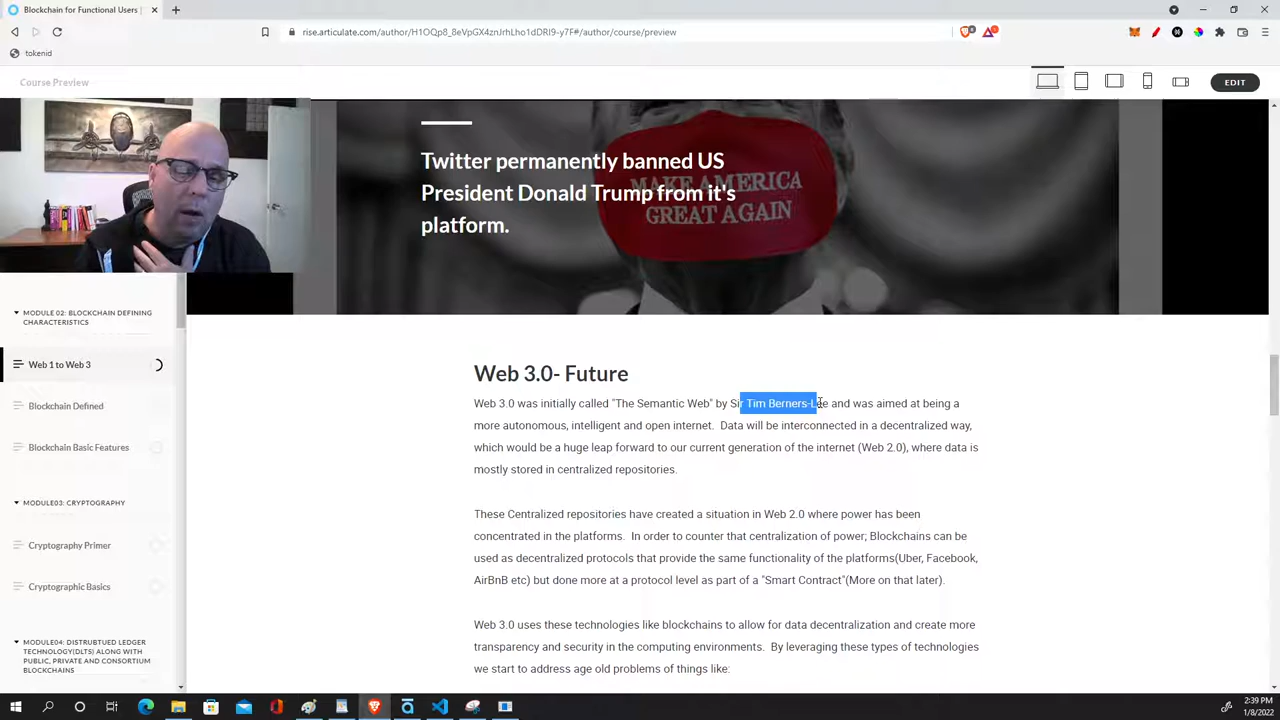 Blockchain for Functional Users |
rise.articulate.com/author/H1OQp8_8eVpGX4znJrhLho1dDRI9-y7F#/author/course/preview
tokenid
Course Preview
EDIT
Twitter permanently banned US
President Donald Trump from it's
platform.
MAKE AMERICA
GREAT AGAIN
MODULE 02: BLOCKCHAIN DEFINING
CHARACTERISTICS
Web 1 to Web 3
Blockchain Defined
Blockchain Basic Features
MODULE03: CRYPTOGRAPHY
Cryptography Primer
Cryptographic Basics
MODULE04: DISTRUBTUED LEDGER
TECHNOLOGY(DLTS) ALONG WITH
PUBLIC, PRIVATE AND CONSORTIUM
BLOCKCHAINS
Web 3.0- Future
Web 3.0 was initially called "The Semantic Web" by Sir Tim Berners-Lee and was aimed at being a
more autonomous, intelligent and open internet. Data will be interconnected in a decentralized way,
which would be a huge leap forward to our current generation of the internet (Web 2.0), where data is
mostly stored in centralized repositories.
These Centralized repositories have created a situation in Web 2.0 where power has been
concentrated in the platforms. In order to counter that centralization of power; Blockchains can be
used as decentralized protocols that provide the same functionality of the platforms(Uber, Facebook,
AirBnB etc) but done more at a protocol level as part of a "Smart Contract"(More on that later).
Web 3.0 uses these technologies like blockchains to allow for data decentralization and create more
transparency and security in the computing environments. By leveraging these types of technologies
we start to address age old problems of things like:
2:39 PM
1/8/2022